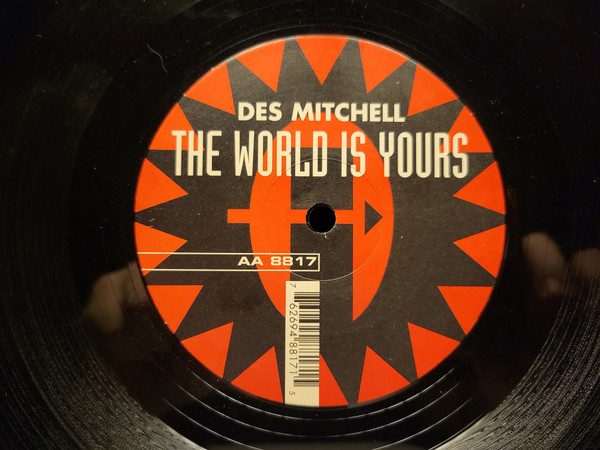 DES MITCHELL
THE WORLD IS YOURS
AA 8817
7 62694 88171 5